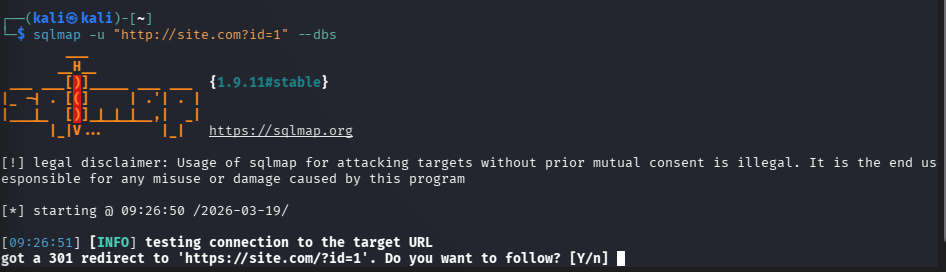 ┌──(kali㉿kali)-[~]
└─$ sqlmap -u "http://site.com?id=1" --dbs
        ___
       __H__
 ___ ___[)]_____ ___ ___  {1.9.11#stable}
|_ -| . [(]     | .'| . |
|___|_  [)]_|_|_|__,|  _|
      |_|V...       |_|   https://sqlmap.org
[!] legal disclaimer: Usage of sqlmap for attacking targets without prior mutual consent is illegal. It is the end us
esponsible for any misuse or damage caused by this program
[*] starting @ 09:26:50 /2026-03-19/
[09:26:51] [INFO] testing connection to the target URL
got a 301 redirect to 'https://site.com/?id=1'. Do you want to follow? [Y/n]